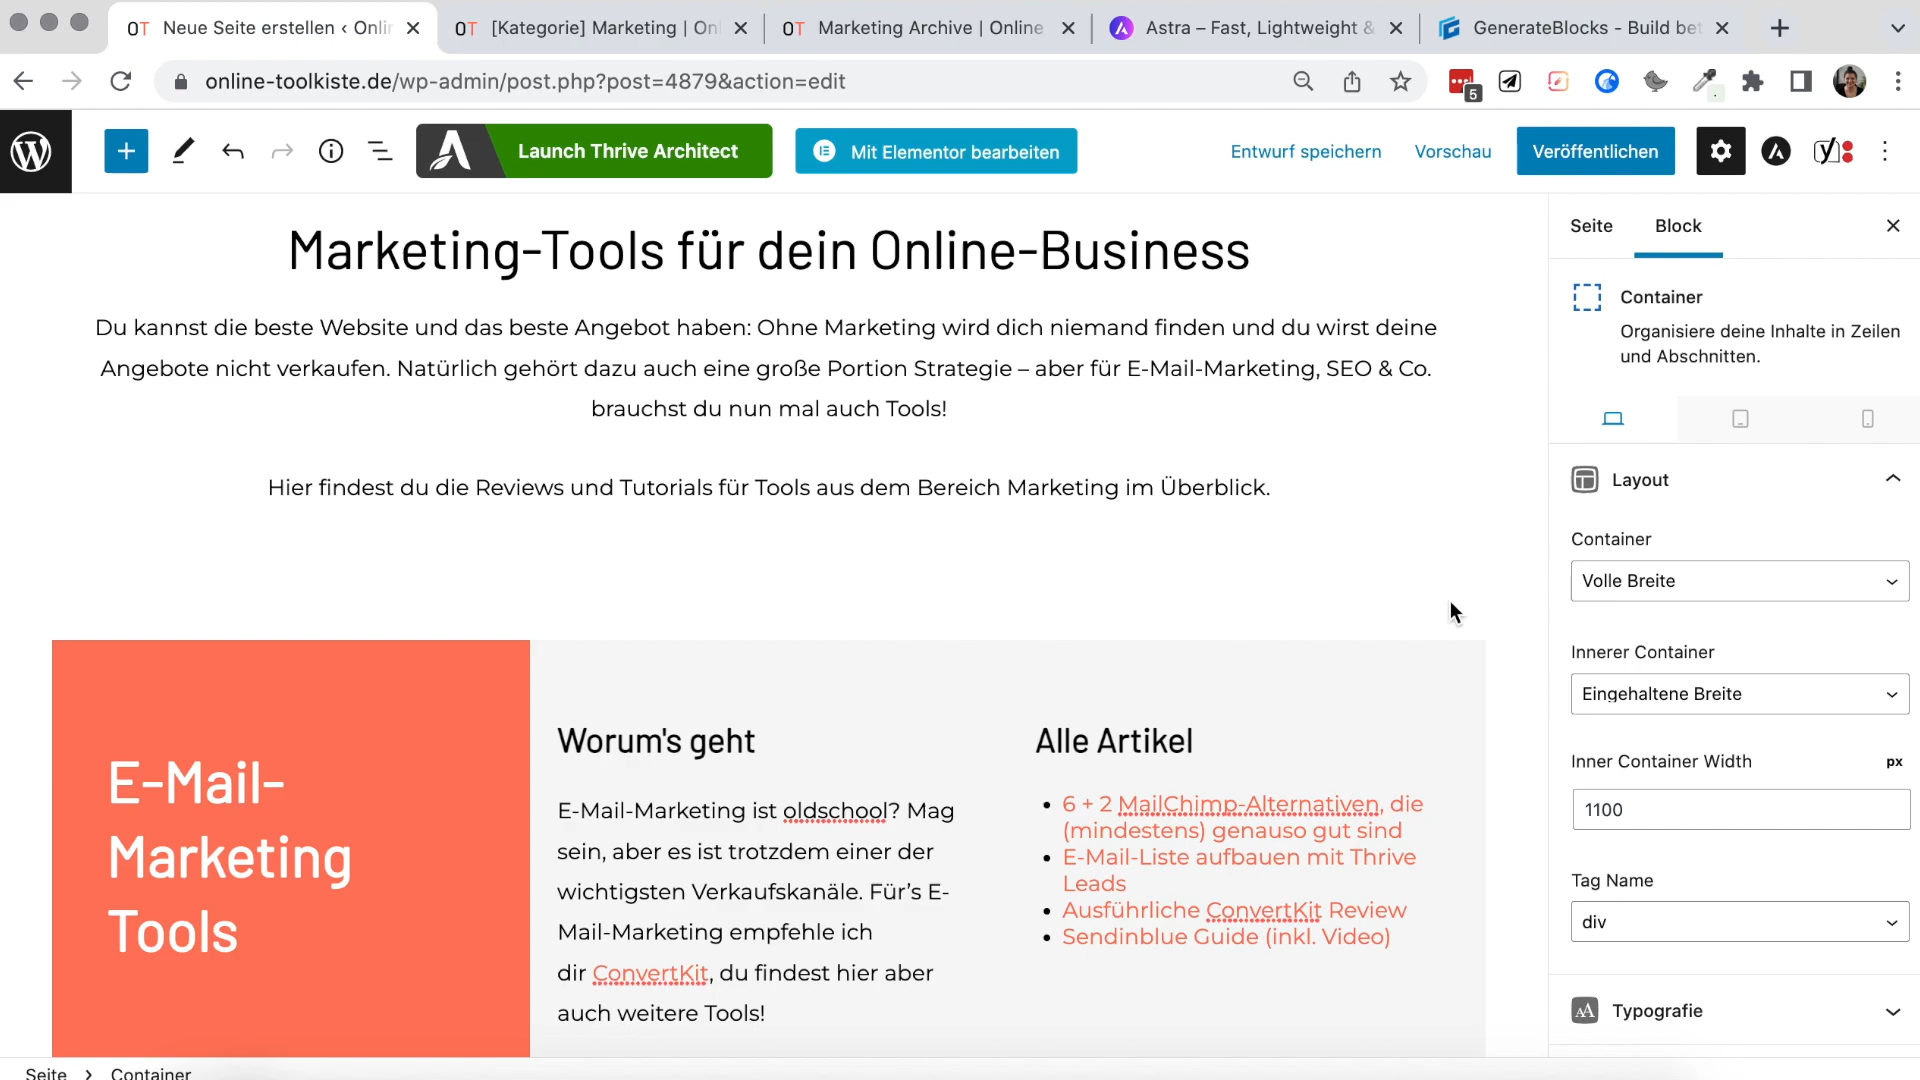 OT Neue Seite erstellen ‹ Onlin
OT [Kategorie] Marketing | Onl
OT Marketing Archive | Online
Astra – Fast, Lightweight &
GenerateBlocks - Build bet
online-toolkiste.de/wp-admin/post.php?post=4879&action=edit
5
Launch Thrive Architect
Mit Elementor bearbeiten
Entwurf speichern
Vorschau
Veröffentlichen
Marketing-Tools für dein Online-Business
Du kannst die beste Website und das beste Angebot haben: Ohne Marketing wird dich niemand finden und du wirst deine
Angebote nicht verkaufen. Natürlich gehört dazu auch eine große Portion Strategie – aber für E-Mail-Marketing, SEO & Co.
brauchst du nun mal auch Tools!
Hier findest du die Reviews und Tutorials für Tools aus dem Bereich Marketing im Überblick.
E-Mail-
Marketing
Tools
Worum's geht
E-Mail-Marketing ist oldschool? Mag
sein, aber es ist trotzdem einer der
wichtigsten Verkaufskanäle. Für’s E-
Mail-Marketing empfehle ich
dir ConvertKit, du findest hier aber
auch weitere Tools!
Alle Artikel
• 6 + 2 MailChimp-Alternativen, die
(mindestens) genauso gut sind
• E-Mail-Liste aufbauen mit Thrive
Leads
• Ausführliche ConvertKit Review
• Sendinblue Guide (inkl. Video)
Seite
Block
Container
Organisiere deine Inhalte in Zeilen
und Abschnitten.
Layout
Container
Volle Breite
Innerer Container
Eingehaltene Breite
Inner Container Width
px
1100
Tag Name
div
Typografie
Seite › Container